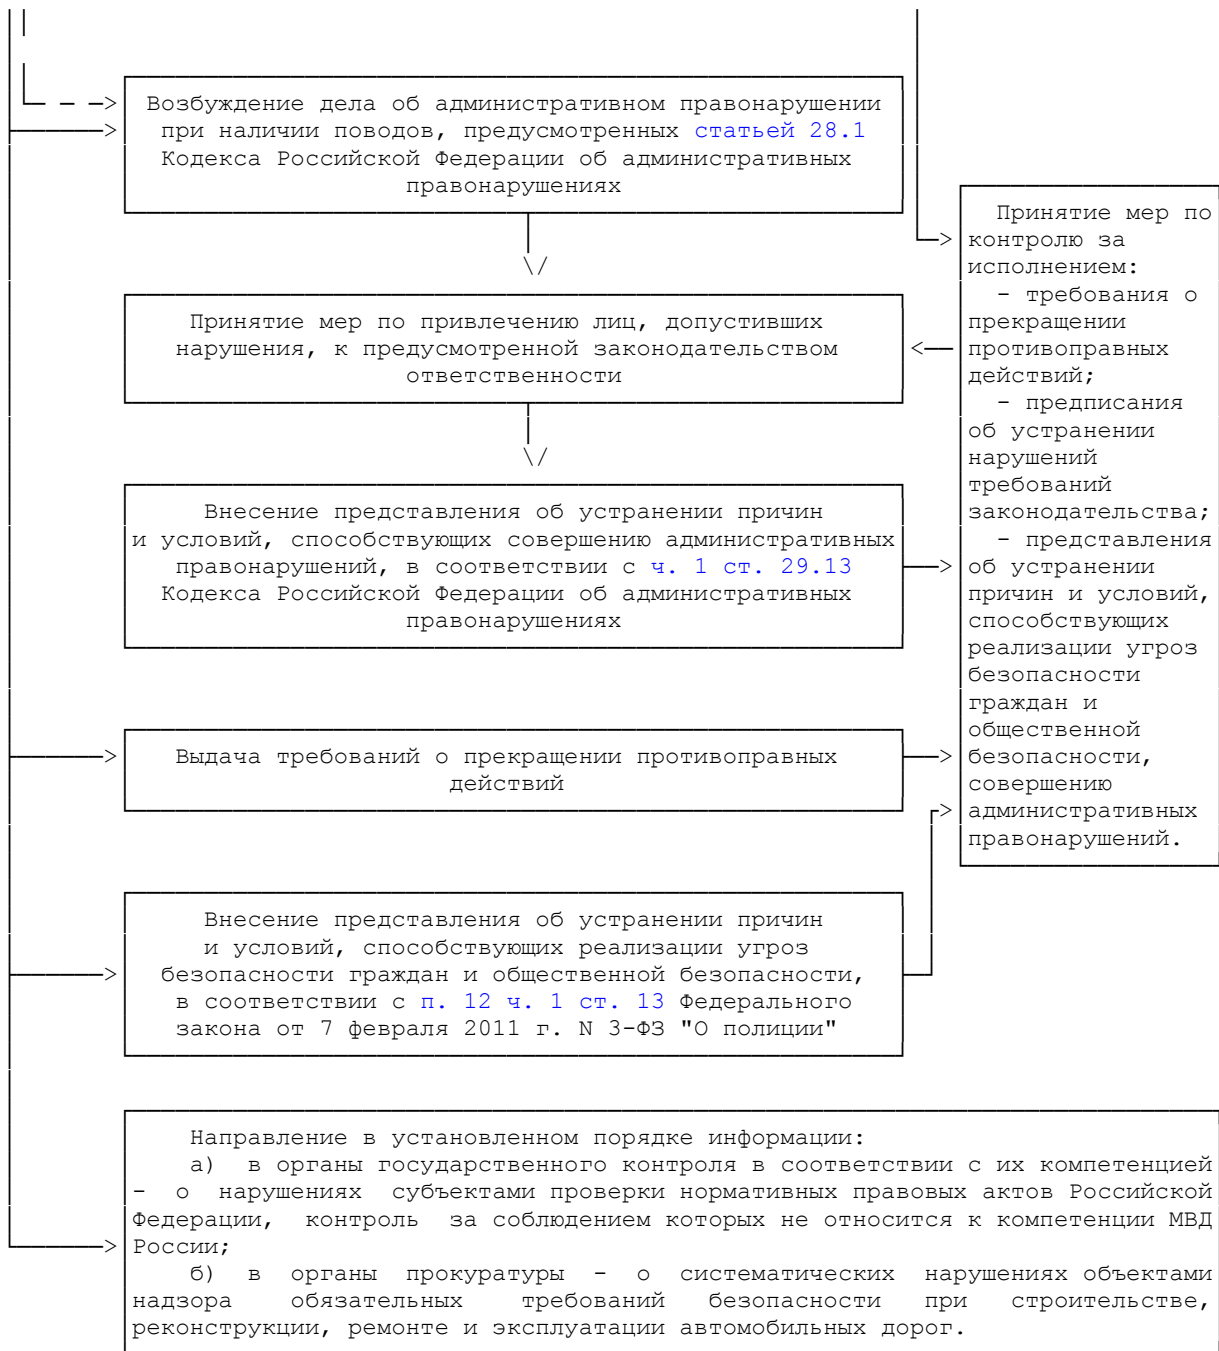 Возбуждение дела об административном правонарушении
при наличии поводов, предусмотренных статьей 28.1
Кодекса Российской Федерации об административных
правонарушениях
Принятие мер по привлечению лиц, допустивших
нарушения, к предусмотренной законодательством
ответственности
Внесение представления об устранении причин
и условий, способствующих совершению административных
правонарушений, в соответствии с ч. 1 ст. 29.13
Кодекса Российской Федерации об административных
правонарушениях
Выдача требований о прекращении противоправных
действий
Внесение представления об устранении причин
и условий, способствующих реализации угроз
безопасности граждан и общественной безопасности,
в соответствии с п. 12 ч. 1 ст. 13 Федерального
закона от 7 февраля 2011 г. N 3-ФЗ "О полиции"
Принятие мер по
контролю за
исполнением:
- требования о
прекращении
противоправных
действий;
- предписания
об устранении
нарушений
требований
законодательства;
- представления
об устранении
причин и условий,
способствующих
реализации угроз
безопасности
граждан и
общественной
безопасности,
совершению
административных
правонарушений.
Направление в установленном порядке информации:
а) в органы государственного контроля в соответствии с их компетенцией
- о нарушениях субъектами проверки нормативных правовых актов Российской
Федерации, контроль за соблюдением которых не относится к компетенции МВД
России;
б) в органы прокуратуры - о систематических нарушениях объектами
надзора обязательных требований безопасности при строительстве,
реконструкции, ремонте и эксплуатации автомобильных дорог.